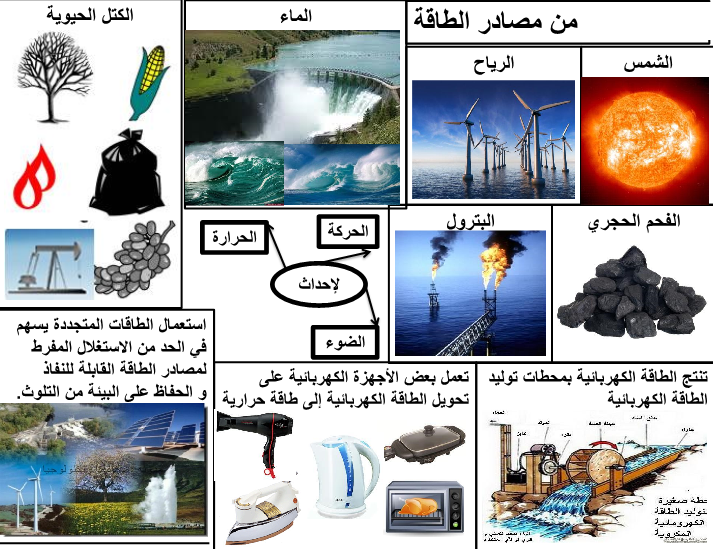 من مصادر الطاقة
الشمس
الرياح
الماء
الكتل الحيوية
الفحم الحجري
البترول
الحركة
الحرارة
لإحداث
الضوء
تنتج الطاقة الكهربائية بمحطات توليد
الطاقة الكهربائية
تعمل بعض الأجهزة الكهربائية على
تحويل الطاقة الكهربائية إلى طاقة حرارية
استعمال الطاقات المتجددة يسهم
في الحد من الاستغلال المفرط
لمصادر الطاقة القابلة للنفاذ
و الحفاظ على البيئة من التلوث.
محطة صغيرة
لتوليد الطاقة
الكهرومائية